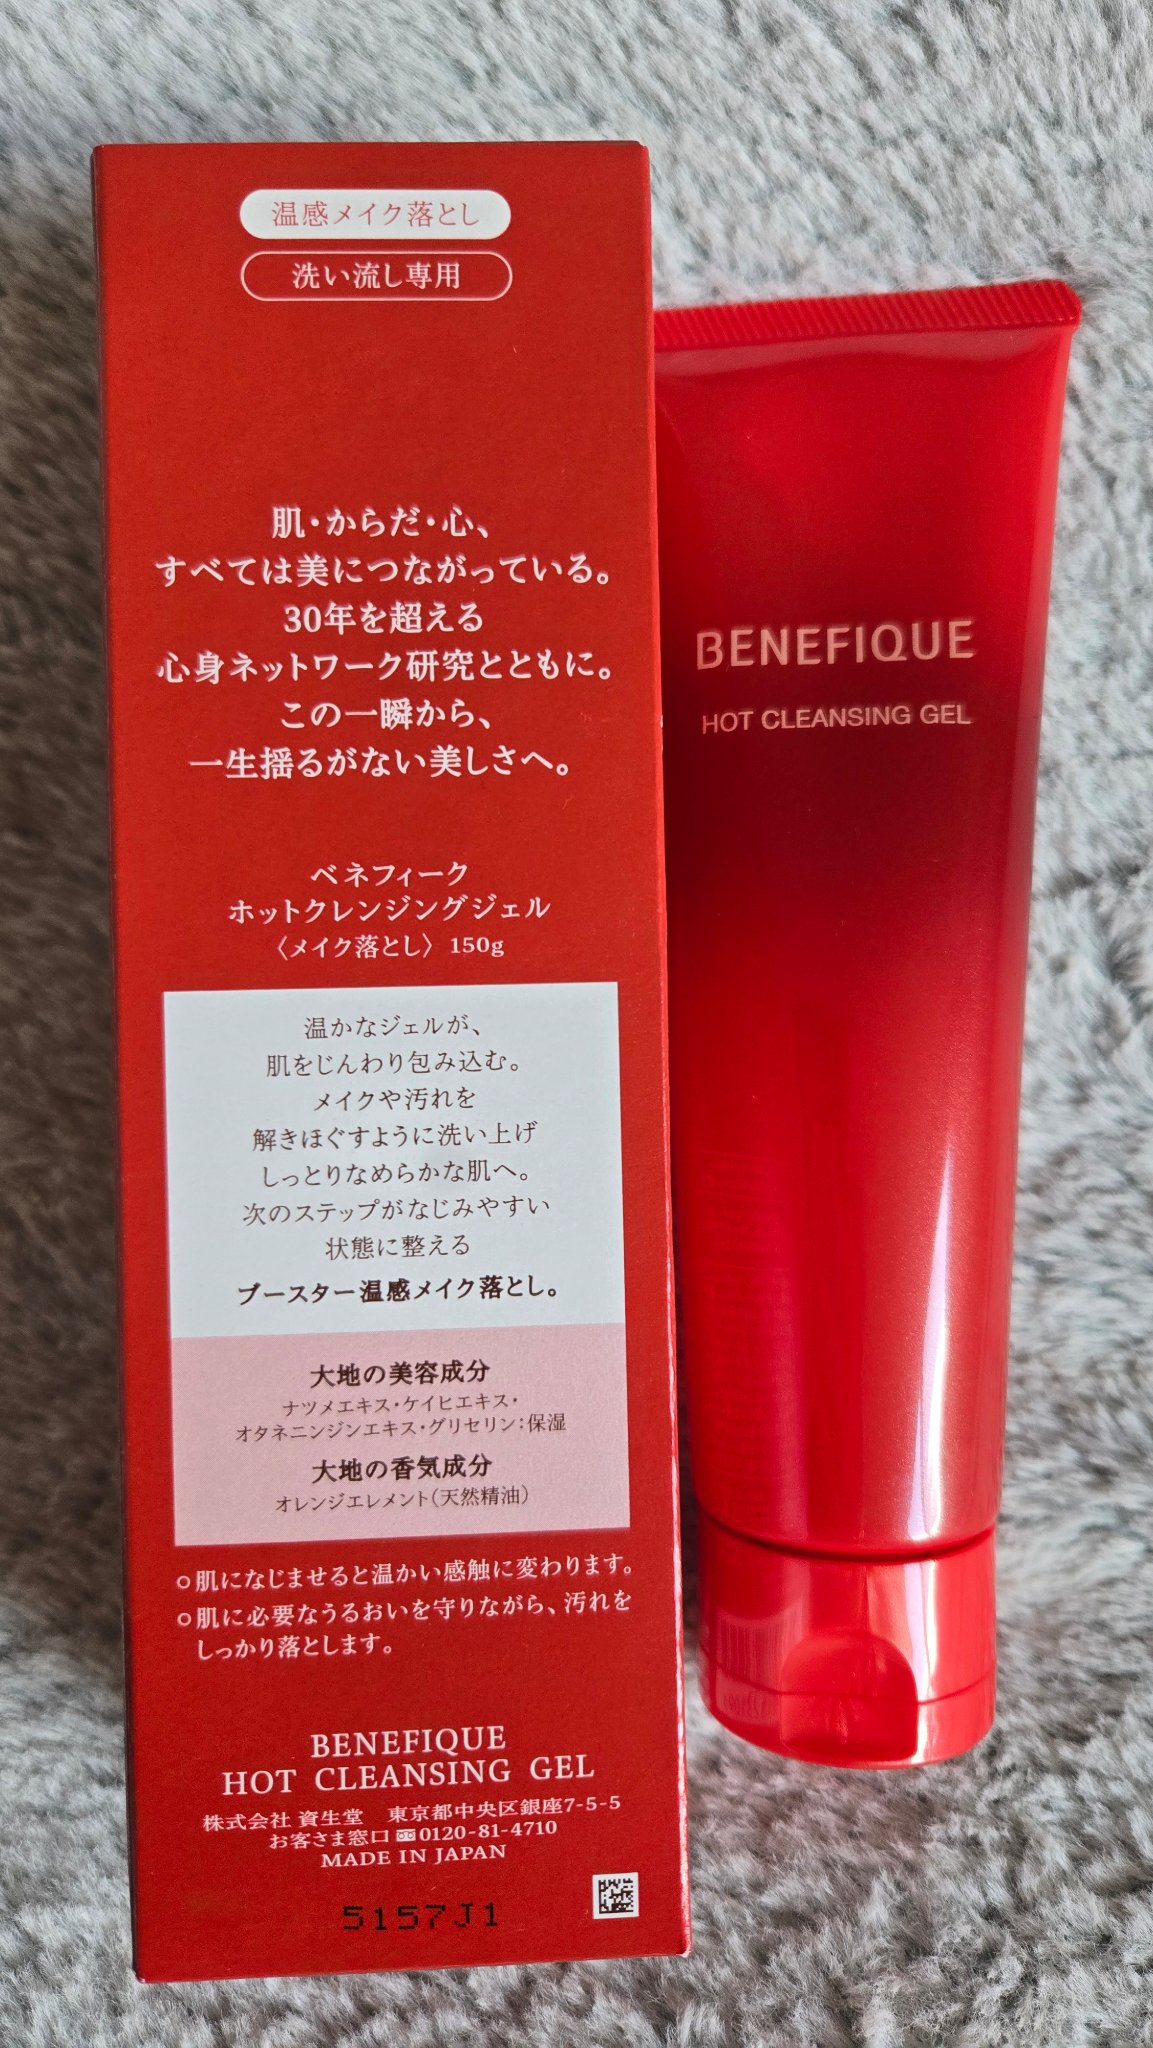 温感メイク落とし
洗い流し専用
肌・からだ・心、
すべては美につながっている。
30年を超える
心身ネットワーク研究とともに。
この一瞬から、
一生揺るがない美しさへ。
ベネフィーク
ホットクレンジングジェル
〈メイク落とし〉 150g
温かなジェルが、
肌をじんわり包み込む。
メイクや汚れを
解きほぐすように洗い上げ
しっとりなめらかな肌へ。
次のステップがなじみやすい
状態に整える
ブースター温感メイク落とし。
大地の美容成分
ナツメエキス・ケイヒエキス・
オタネニンジンエキス・グリセリン:保湿
大地の香気成分
オレンジエレメント(天然精油)
○肌になじませると温かい感触に変わります。
○肌に必要なうるおいを守りながら、汚れを
しっかり落とします。
BENEFIQUE
HOT CLEANSING GEL
株式会社 資生堂 東京都中央区銀座7-5-5
お客さま窓口 0120-81-4710
MADE IN JAPAN
5157J1
BENEFIQUE
HOT CLEANSING GEL